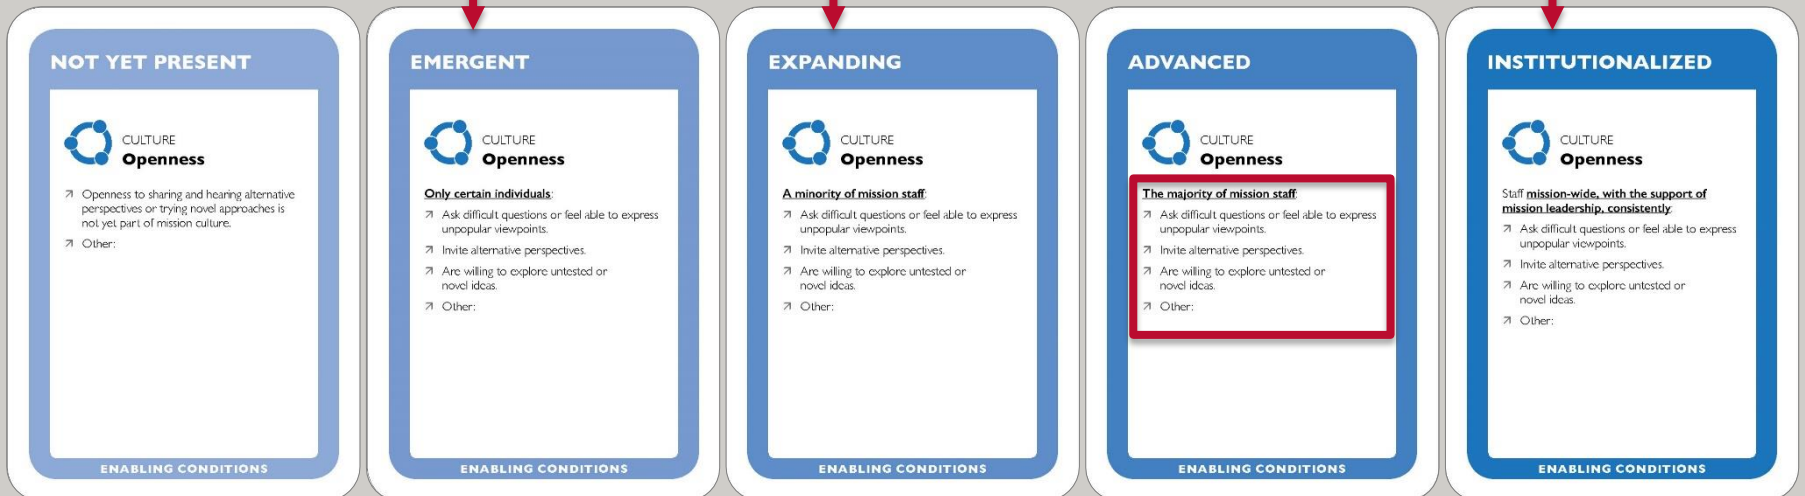 NOT YET PRESENT
CULTURE
Openness
Openness to sharing and hearing alternative
perspectives or trying novel approaches is
not yet part of mission culture.
Other:
ENABLING CONDITIONS
EMERGENT
CULTURE
Openness
Only certain individuals:
Ask difficult questions or feel able to express
unpopular viewpoints.
Invite alternative perspectives.
Are willing to explore untested or
novel ideas.
Other:
ENABLING CONDITIONS
EXPANDING
CULTURE
Openness
A minority of mission staff:
Ask difficult questions or feel able to express
unpopular viewpoints.
Invite alternative perspectives.
Are willing to explore untested or
novel ideas.
Other:
ENABLING CONDITIONS
ADVANCED
CULTURE
Openness
The majority of mission staff:
Ask difficult questions or feel able to express
unpopular viewpoints.
Invite alternative perspectives.
Are willing to explore untested or
novel ideas.
Other:
ENABLING CONDITIONS
INSTITUTIONALIZED
CULTURE
Openness
Staff mission-wide, with the support of
mission leadership, consistently:
Ask difficult questions or feel able to express
unpopular viewpoints.
Invite alternative perspectives.
Are willing to explore untested or
novel ideas.
Other:
ENABLING CONDITIONS